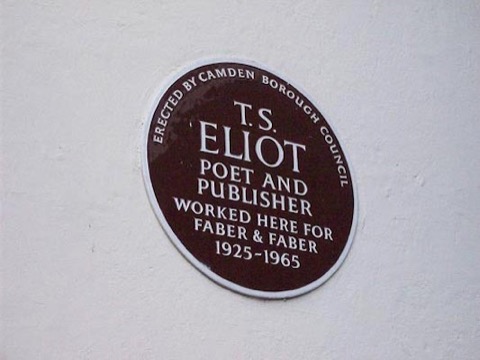 ERECTED BY CAMDEN BOROUGH COUNCIL
T.S.
ELIOT
POET AND
PUBLISHER
WORKED HERE FOR
FABER & FABER
1925-1965